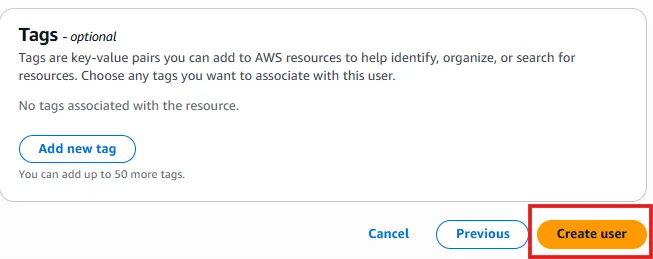 Tags - optional
Tags are key-value pairs you can add to AWS resources to help identify, organize, or search for
resources. Choose any tags you want to associate with this user.
No tags associated with the resource.
Add new tag
You can add up to 50 more tags.
Cancel Previous Create user